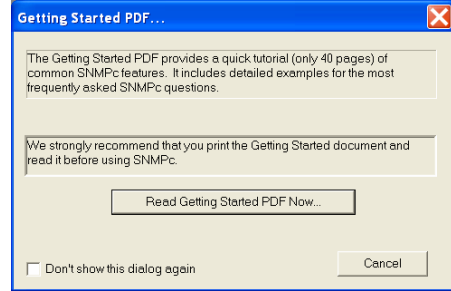 Getting Started PDF...
The Getting Started PDF provides a quick tutorial (only 40 pages) of
common SNMPc features. It includes detailed examples for the most
frequently asked SNMPc questions.
We strongly recommend that you print the Getting Started document and
read it before using SNMPc.
Read Getting Started PDF Now...
Don't show this dialog again
Cancel